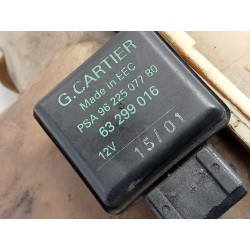 G.CARTIER
Made in EEC
PSA 96 225 077 80
63 299 016
12V
15/01